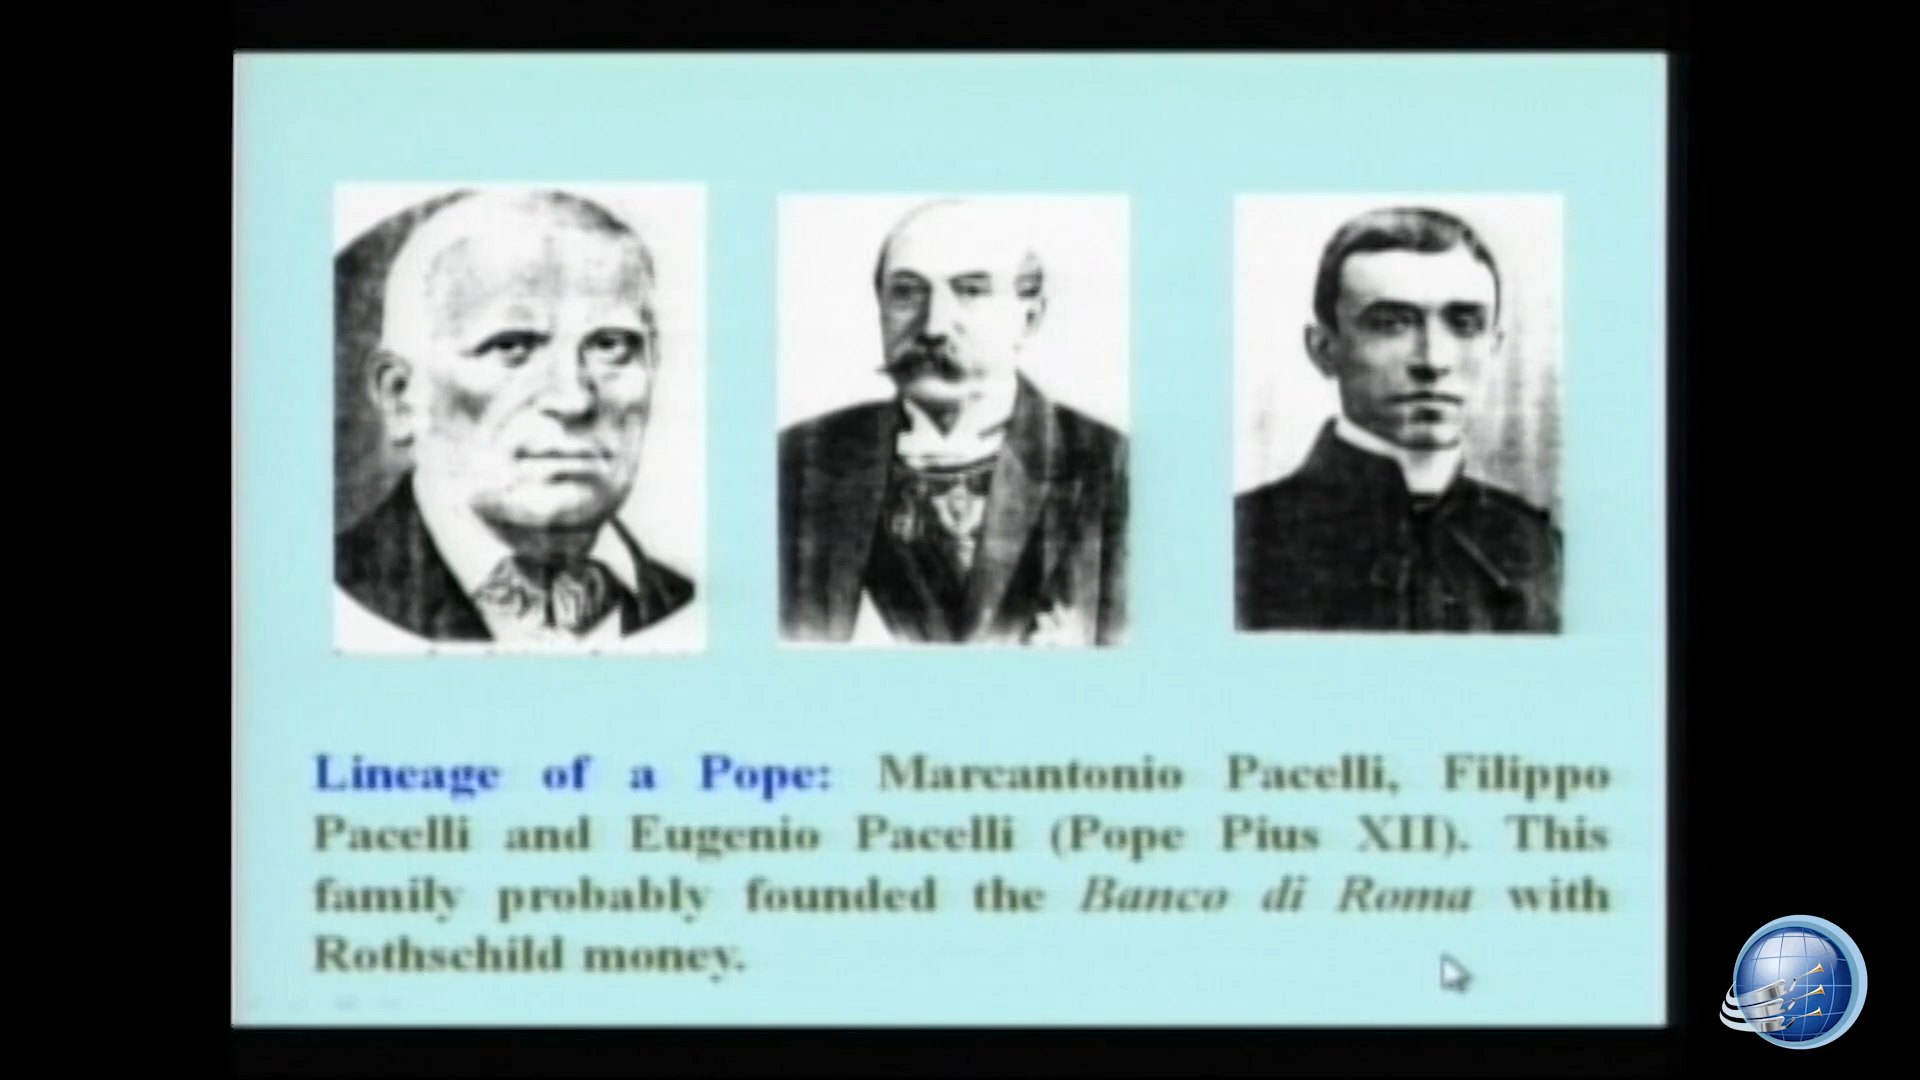 Lineage of a Pope: Marcantonio Pacelli, Filippo
Pacelli and Eugenio Pacelli (Pope Pius XII). This
family probably founded the Banco di Roma with
Rothschild money.